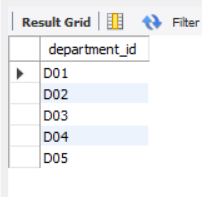 Result Grid Filter
department_id
D01
D02
D03
D04
D05